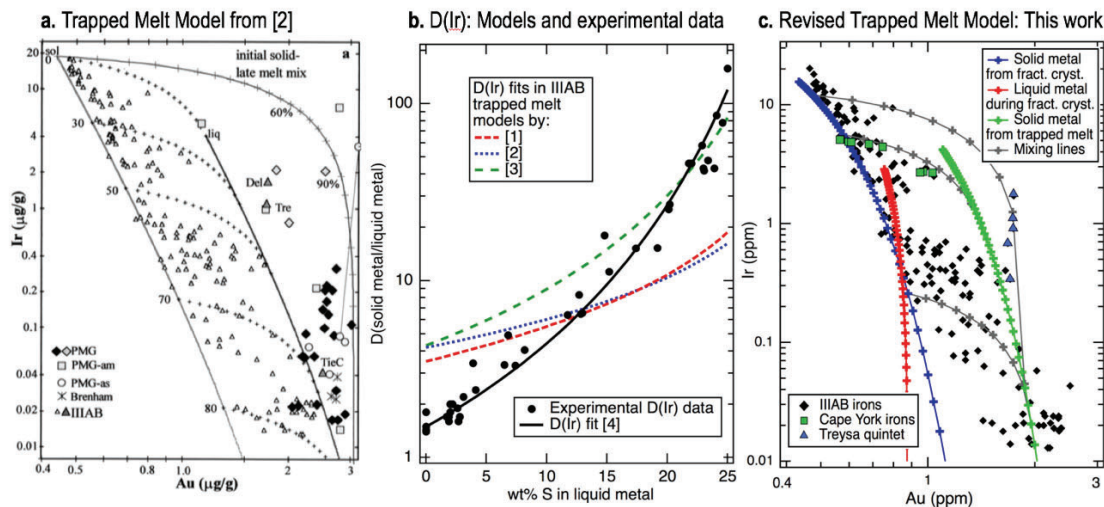 a. Trapped Melt Model from [2]
b. D(Ir): Models and experimental data
c. Revised Trapped Melt Model: This work
20
10
4
2
1
0.4
0.2
0.1
0.04
0.02
0.01
Ir (µg/g)
sol
0
30
50
70
80
initial solid-
late melt mix
a
60%
90%
liq
Del
Tre
TieC
PMG
PMG-am
PMG-as
Brenham
IIIAB
0.4 0.6 0.8 1.0 2 3
Au (µg/g)
D(solid metal/liquid metal)
100
10
1
D(Ir) fits in IIIAB
trapped melt
models by:
[1]
[2]
[3]
Experimental D(Ir) data
D(Ir) fit [4]
0 5 10 15 20 25
wt% S in liquid metal
Ir (ppm)
10
1
0.1
0.01
Solid metal
from fract. cryst.
Liquid metal
during fract. cryst.
Solid metal
from trapped melt
Mixing lines
IIIAB irons
Cape York irons
Treysa quintet
0.4 1 3
Au (ppm)